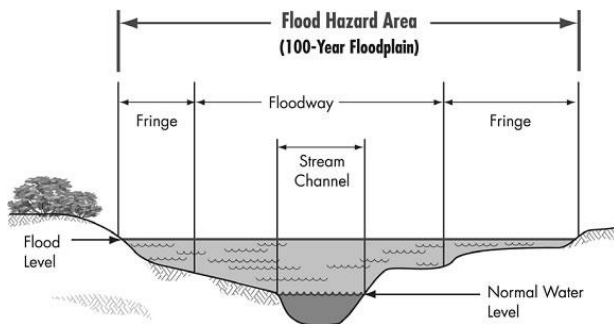 Flood Hazard Area
(100-Year Floodplain)
Floodway
Fringe
Fringe
Stream
Channel
Flood
Level
Normal Water
Level